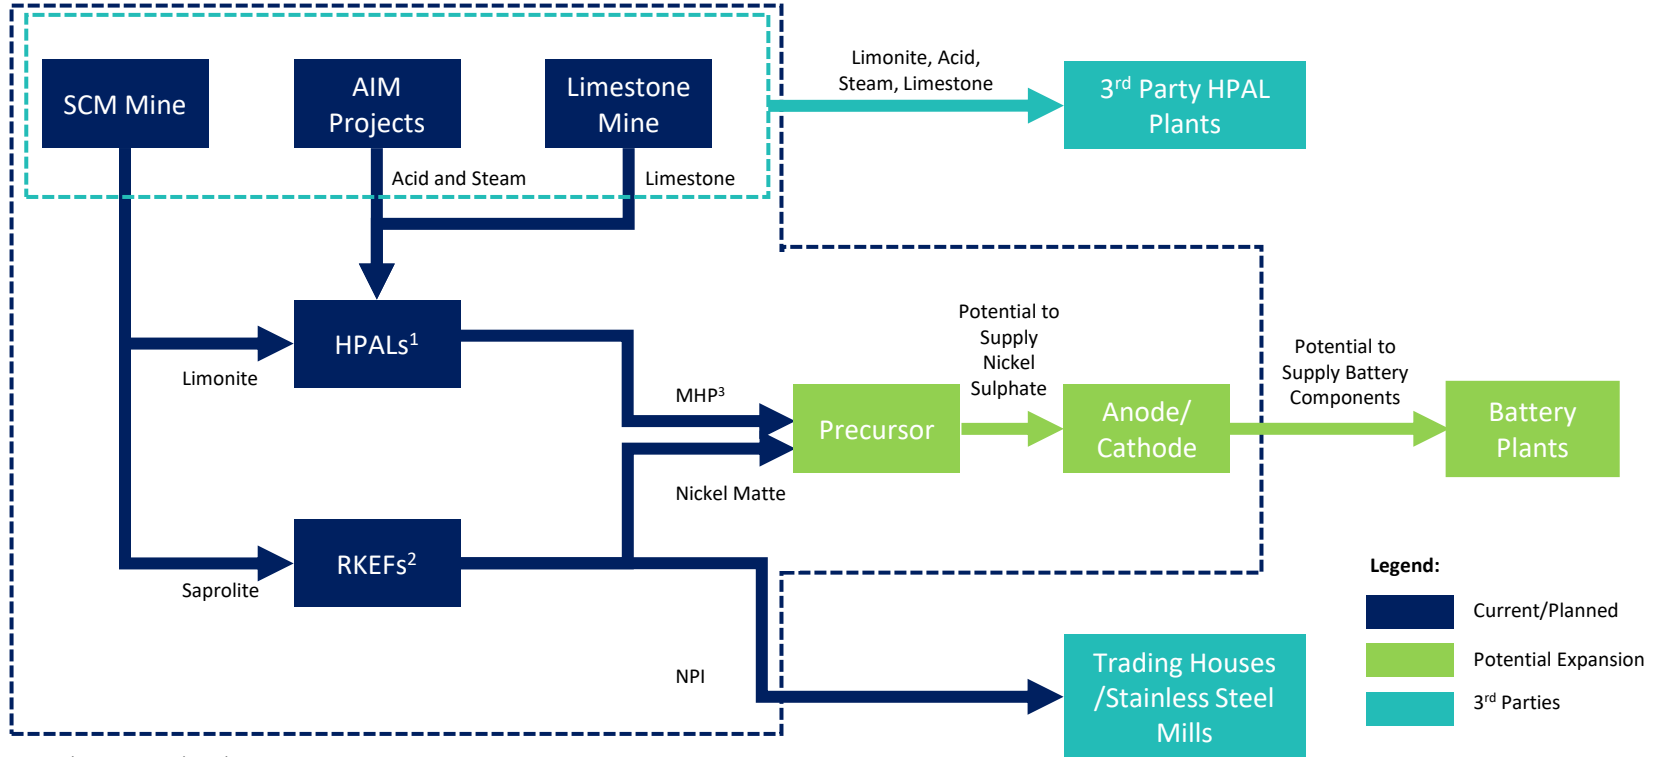 SCM Mine
AIM
Projects
Limestone
Mine
Limonite, Acid,
Steam, Limestone
3rd Party HPAL
Plants
Acid and Steam
Limestone
HPALs1
Limonite
MHP3
Nickel Matte
Precursor
Potential to
Supply
Nickel
Sulphate
Anode/
Cathode
Potential to
Supply Battery
Components
Battery
Plants
RKEFs2
Saprolite
NPI
Trading Houses
/Stainless Steel
Mills
Legend:
Current/Planned
Potential Expansion
3rd Parties